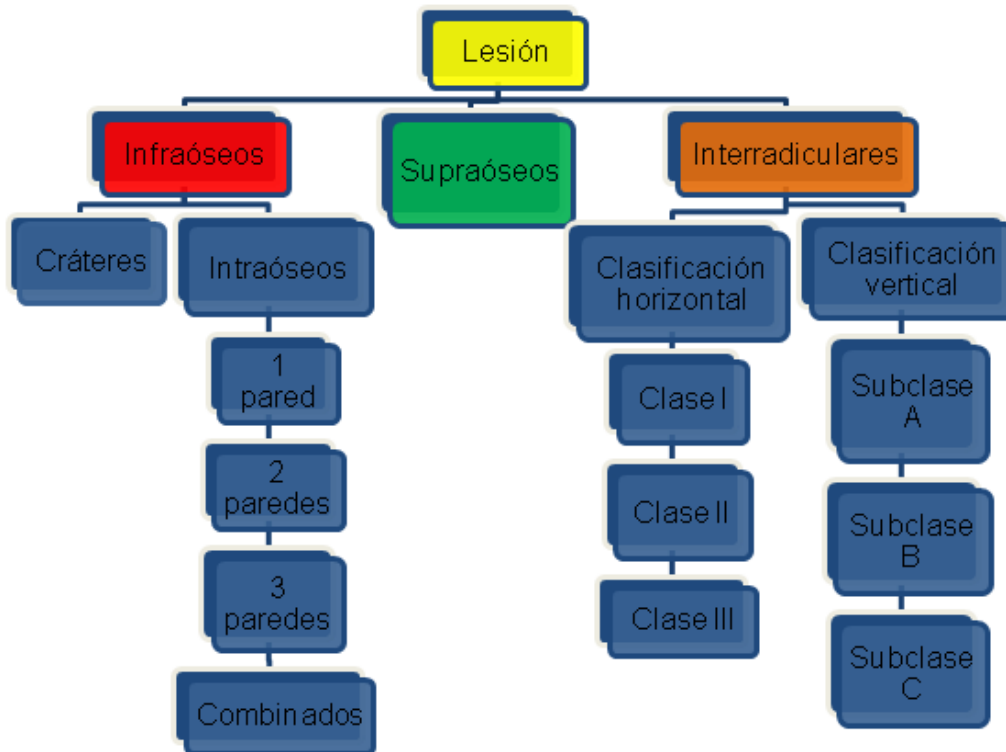 Lesión
Infraóseos
Supraóseos
Interradiculares
Cráteres
Intraóseos
1
pared
2
paredes
3
paredes
Combinados
Clasificación
horizontal
Clase I
Clase II
Clase III
Clasificación
vertical
Subclase
A
Subclase
B
Subclase
C